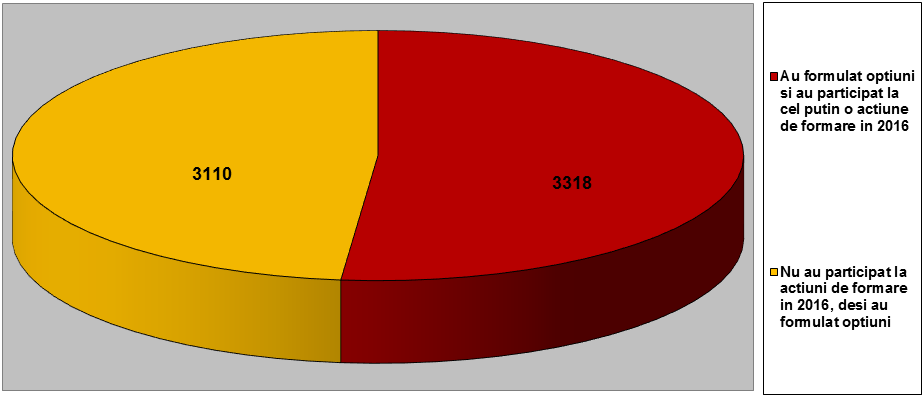 3110
3318
Au formulat optiuni
si au participat la
cel putin o actiune
de formare in 2016
Nu au participat la
actiuni de formare
in 2016, desi au
formulat optiuni